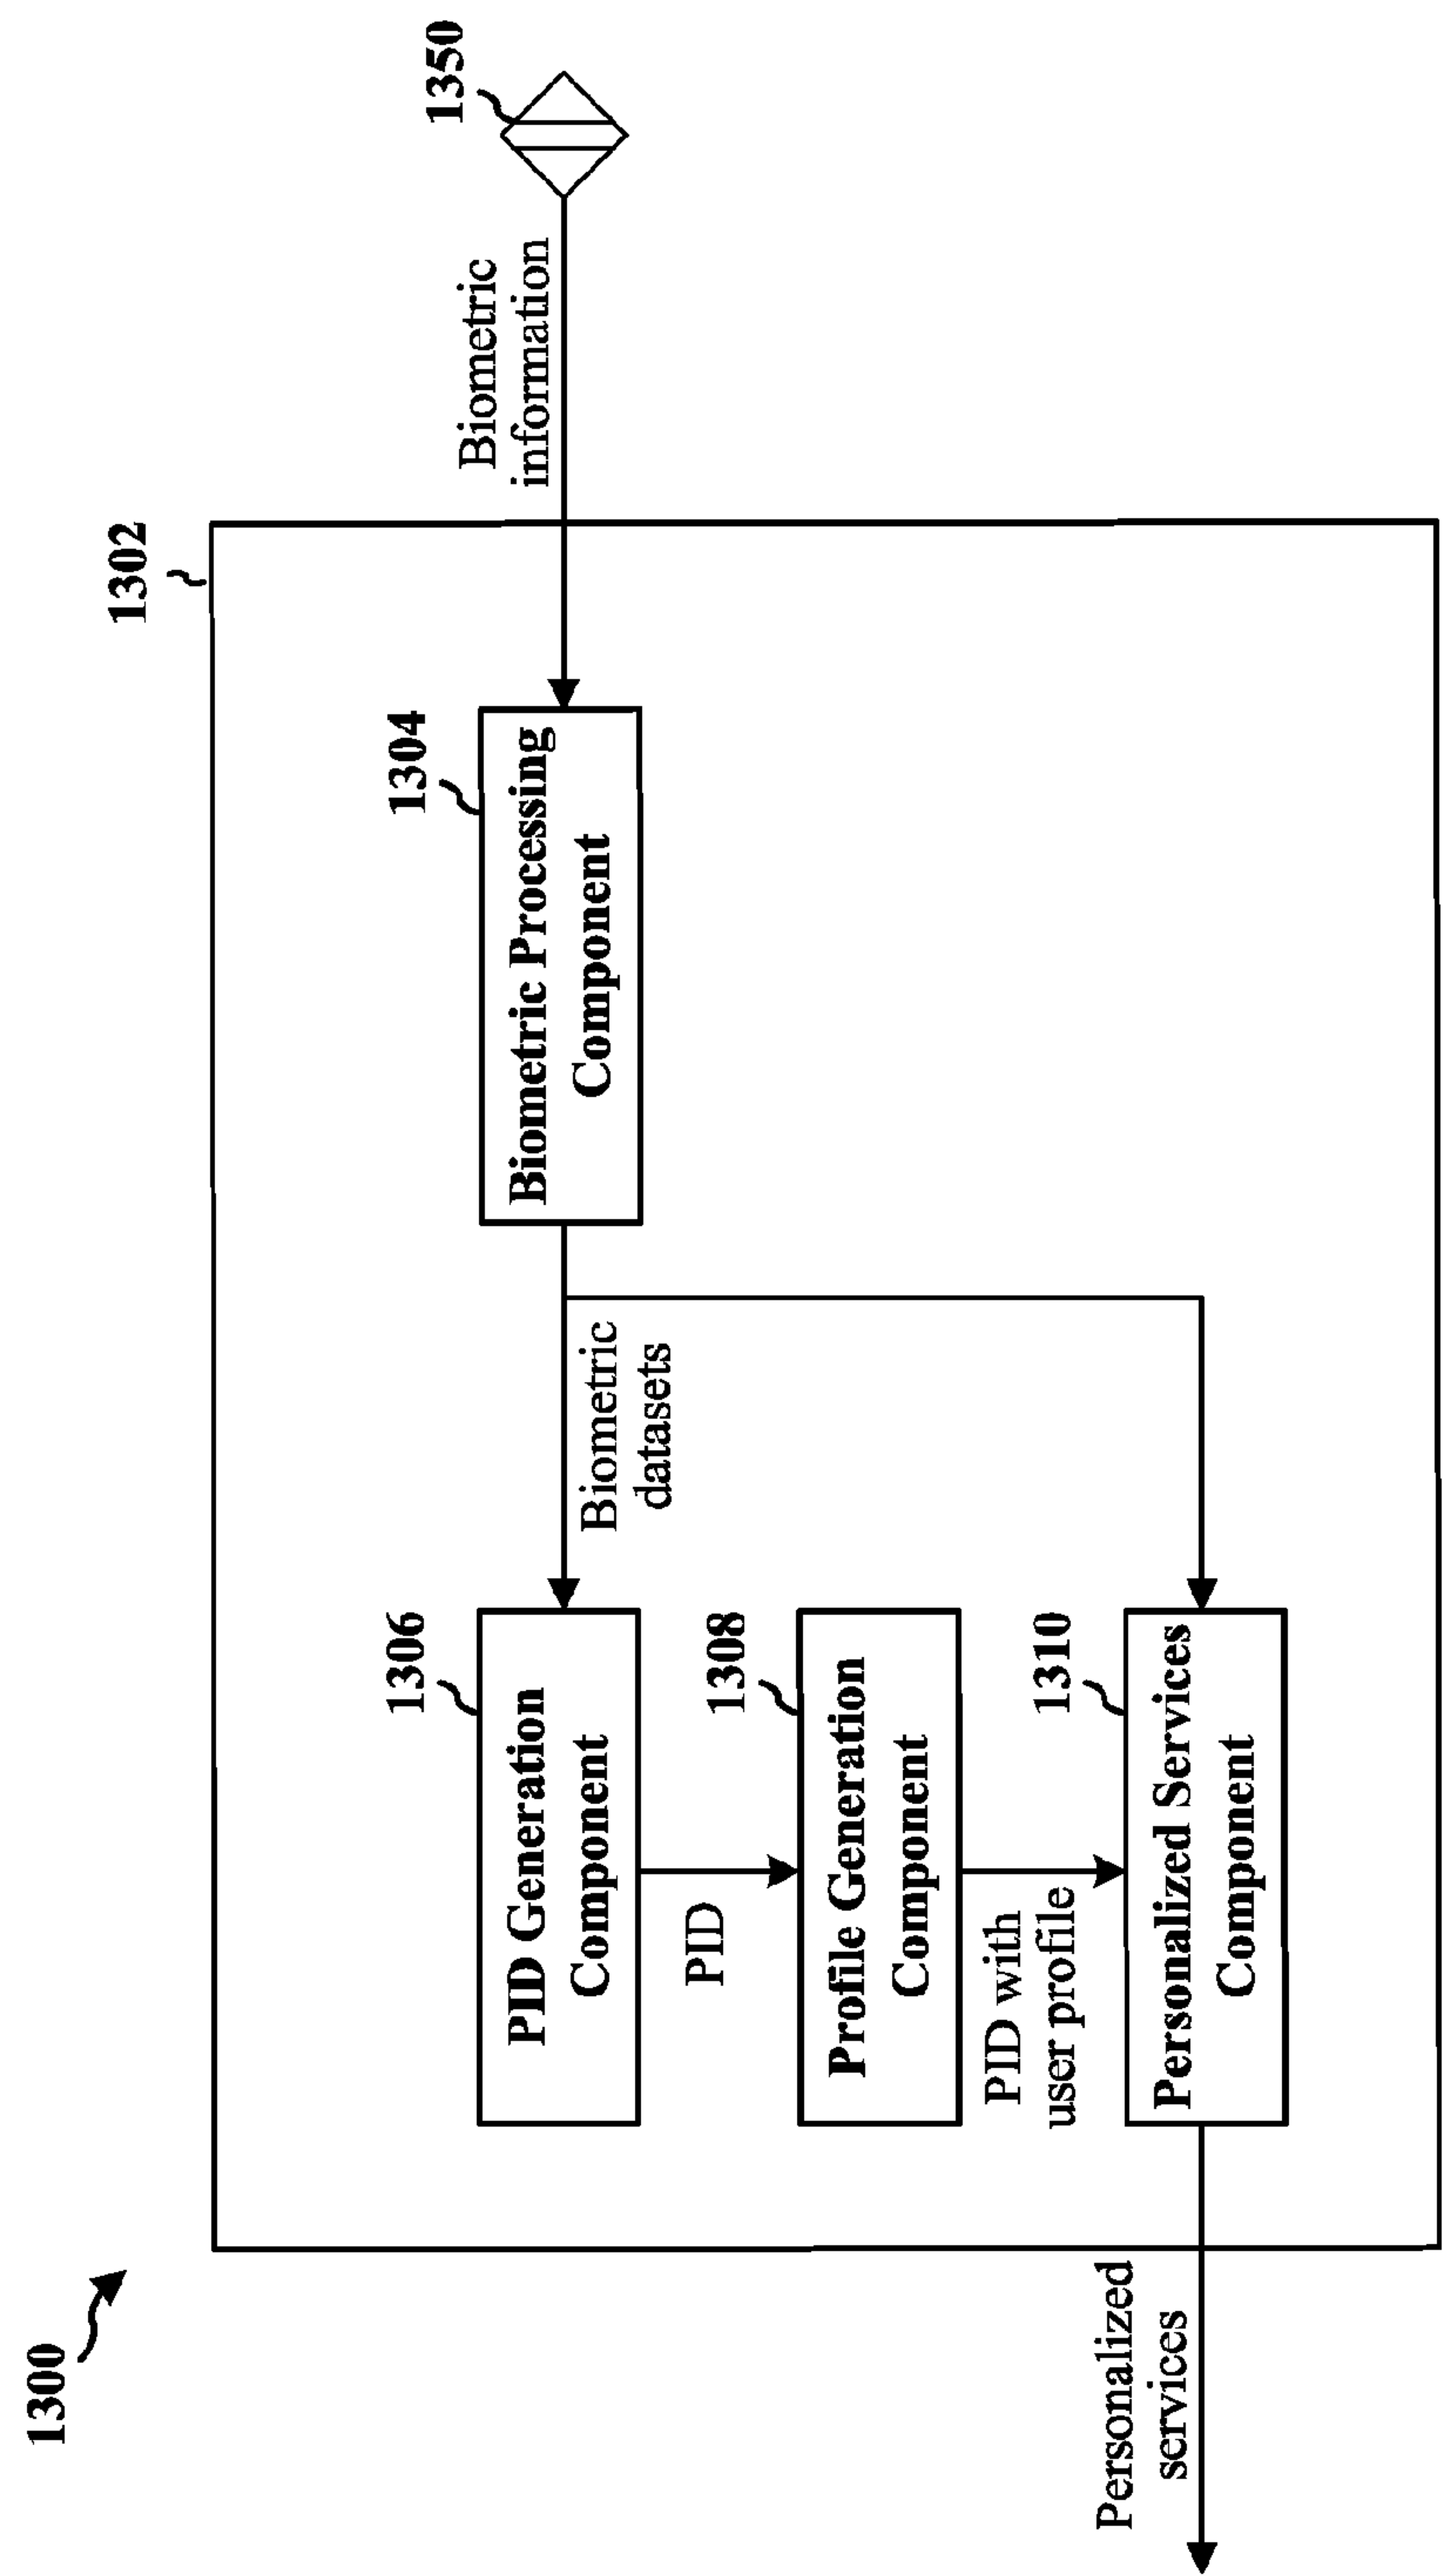 1300
1302
1350
Biometric
information
1304
Biometric Processing
Component
Biometric
datasets
1306
PID Generation
Component
PID
1308
Profile Generation
Component
PID with
user profile
1310
Personalized Services
Component
Personalized
services